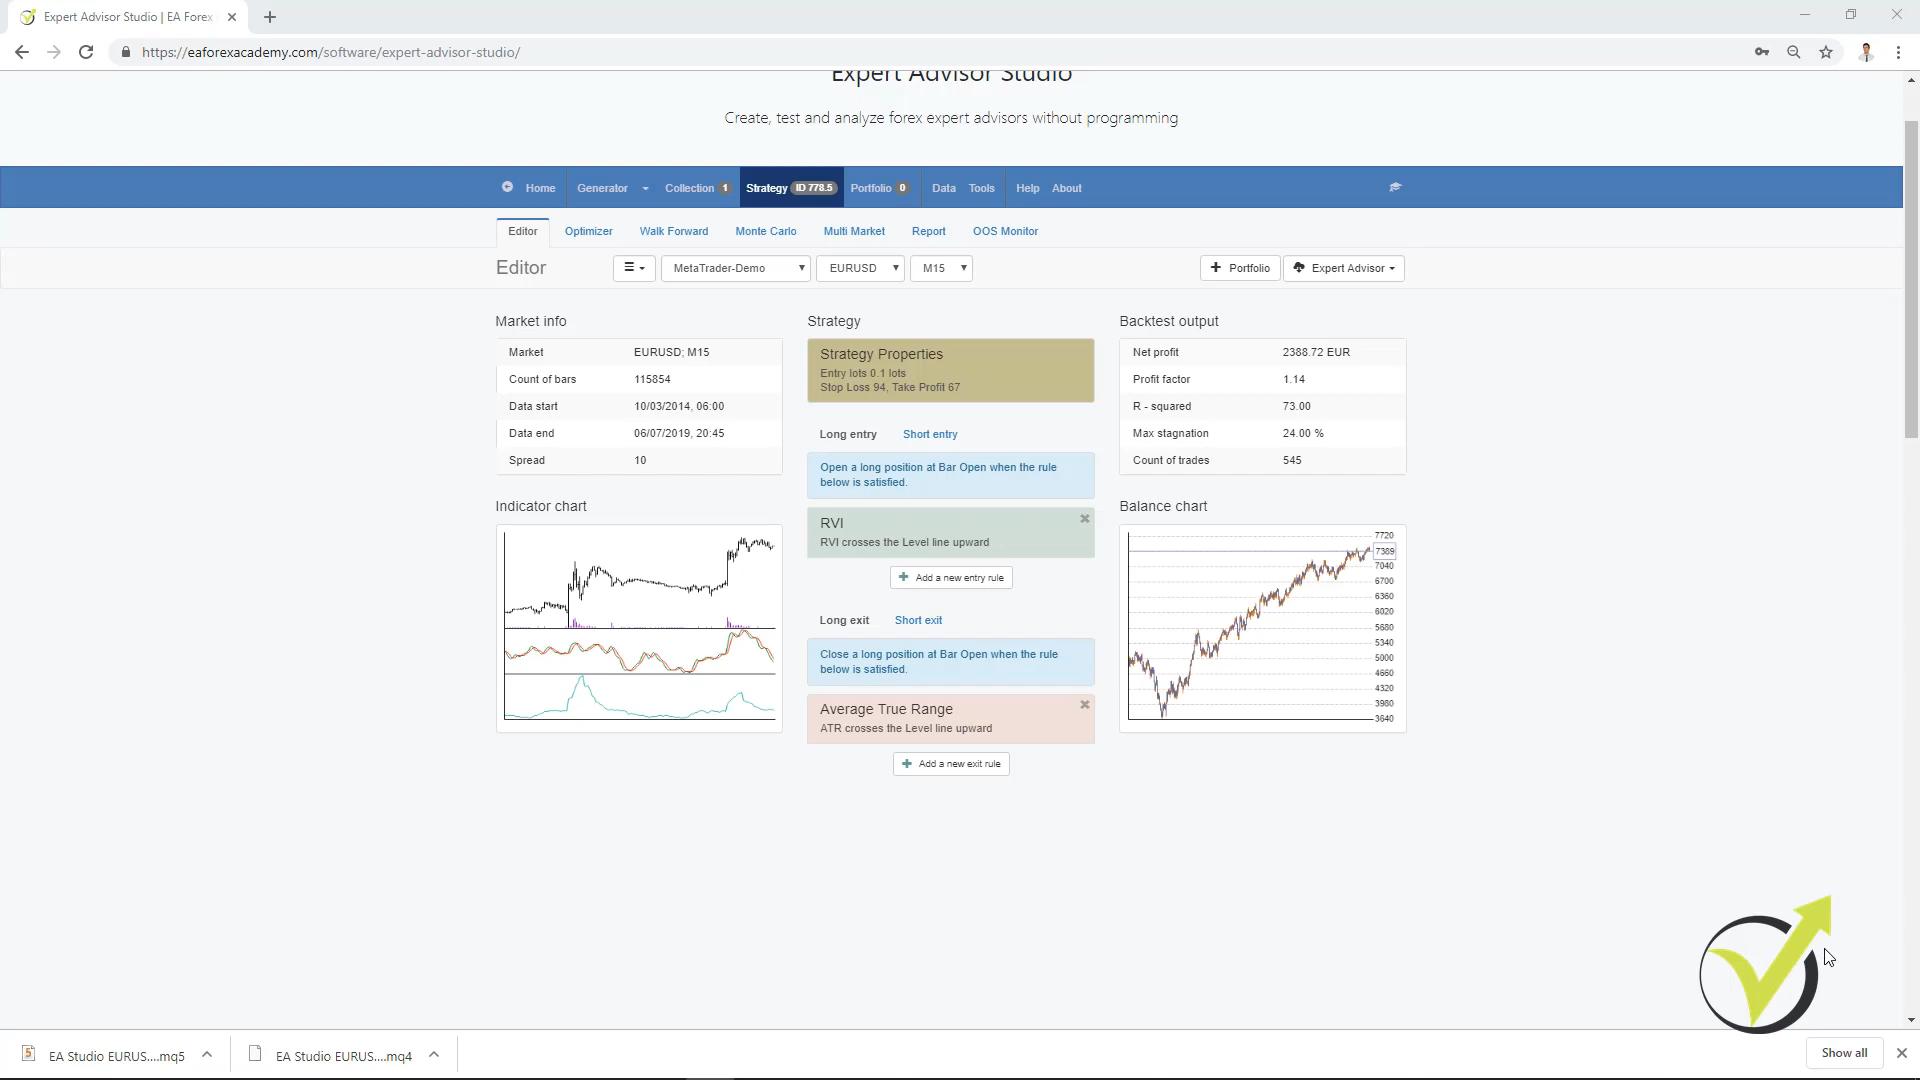 Expert Advisor Studio | EA Forex
https://eaforexacademy.com/software/expert-advisor-studio/
Expert Advisor Studio
Create, test and analyze forex expert advisors without programming
Home Generator Collection 1 Strategy ID 778.5 Portfolio 0 Data Tools Help About
Editor Optimizer Walk Forward Monte Carlo Multi Market Report OOS Monitor
Editor MetaTrader-Demo EURUSD M15 Portfolio Expert Advisor
Market info
Market EURUSD; M15
Count of bars 115854
Data start 10/03/2014, 06:00
Data end 06/07/2019, 20:45
Spread 10
Indicator chart
Strategy
Strategy Properties
Entry lots 0.1 lots
Stop Loss 94, Take Profit 67
Long entry Short entry
Open a long position at Bar Open when the rule
below is satisfied.
RVI
RVI crosses the Level line upward
Add a new entry rule
Long exit Short exit
Close a long position at Bar Open when the rule
below is satisfied.
Average True Range
ATR crosses the Level line upward
Add a new exit rule
Backtest output
Net profit 2388.72 EUR
Profit factor 1.14
R - squared 73.00
Max stagnation 24.00 %
Count of trades 545
Balance chart
7720
7389
7040
6700
6360
6020
5680
5340
5000
4660
4320
3980
3640
EA Studio EURUS....mq5 EA Studio EURUS....mq4 Show all